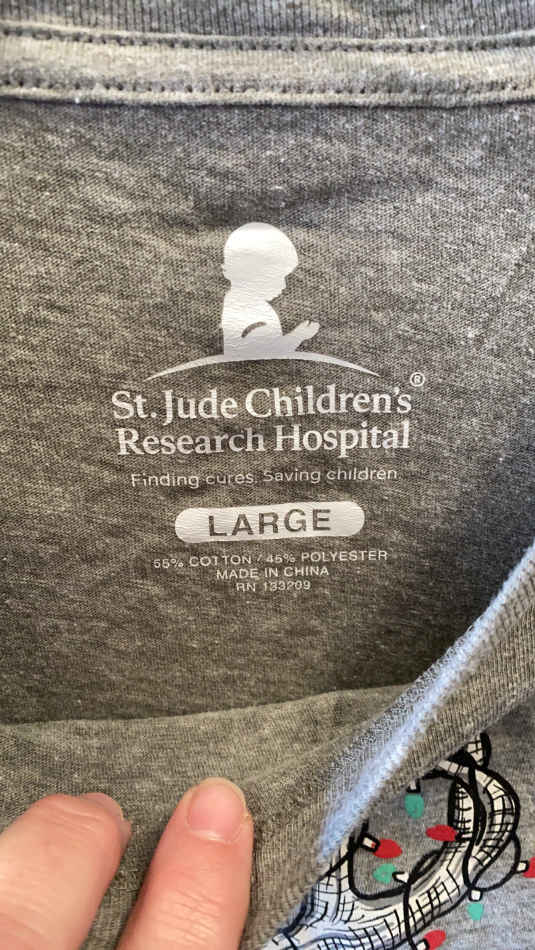 St. Jude Children's®
Research Hospital
Finding cures. Saving children
LARGE
55% COTTON / 45% POLYESTER
MADE IN CHINA
RN 133209